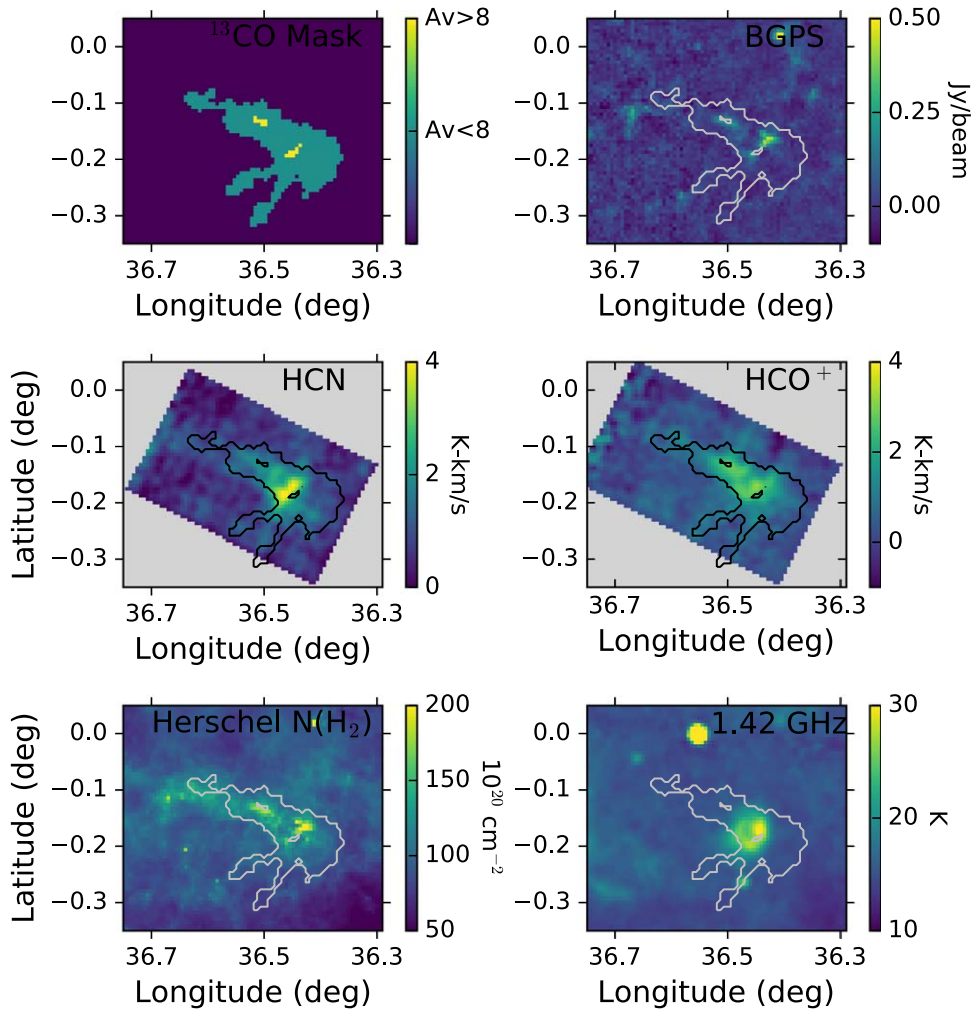 ¹³CO Mask
0.0
−0.1
−0.2
−0.3
36.7 36.5 36.3
Longitude (deg)
Av>8
Av<8
BGPS
0.0
−0.1
−0.2
−0.3
36.7 36.5 36.3
Longitude (deg)
0.50
0.25
0.00
Jy/beam
HCN
Latitude (deg)
0.0
−0.1
−0.2
−0.3
36.7 36.5 36.3
Longitude (deg)
4
2
0
K-km/s
HCO⁺
0.0
−0.1
−0.2
−0.3
36.7 36.5 36.3
Longitude (deg)
4
2
0
K-km/s
Herschel N(H₂)
Latitude (deg)
0.0
−0.1
−0.2
−0.3
36.7 36.5 36.3
Longitude (deg)
200
150
100
50
10²⁰ cm⁻²
1.42 GHz
Latitude (deg)
0.0
−0.1
−0.2
−0.3
36.7 36.5 36.3
Longitude (deg)
30
20
10
K